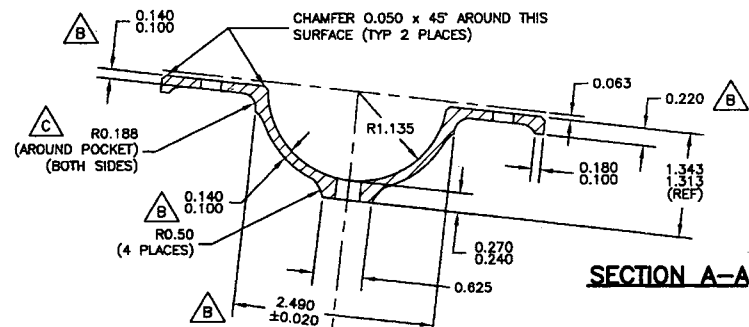 B
0.140
0.100
CHAMFER 0.050 x 45° AROUND THIS
SURFACE (TYP 2 PLACES)
0.063
0.220
B
C
R0.188
(AROUND POCKET)
(BOTH SIDES)
R1.135
0.180
0.100
1.343
1.313
(REF)
B
0.140
0.100
R0.50
(4 PLACES)
0.270
0.240
0.625
SECTION A-A
B
2.490
±0.020